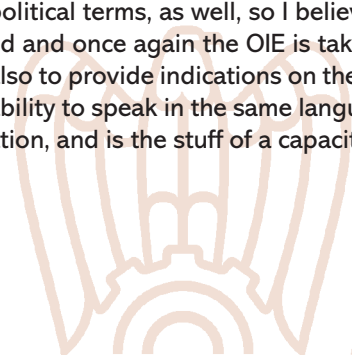 political terms, as well, so I believ
d and once again the OIE is tak
lso to provide indications on the
bility to speak in the same langu
tion, and is the stuff of a capacit